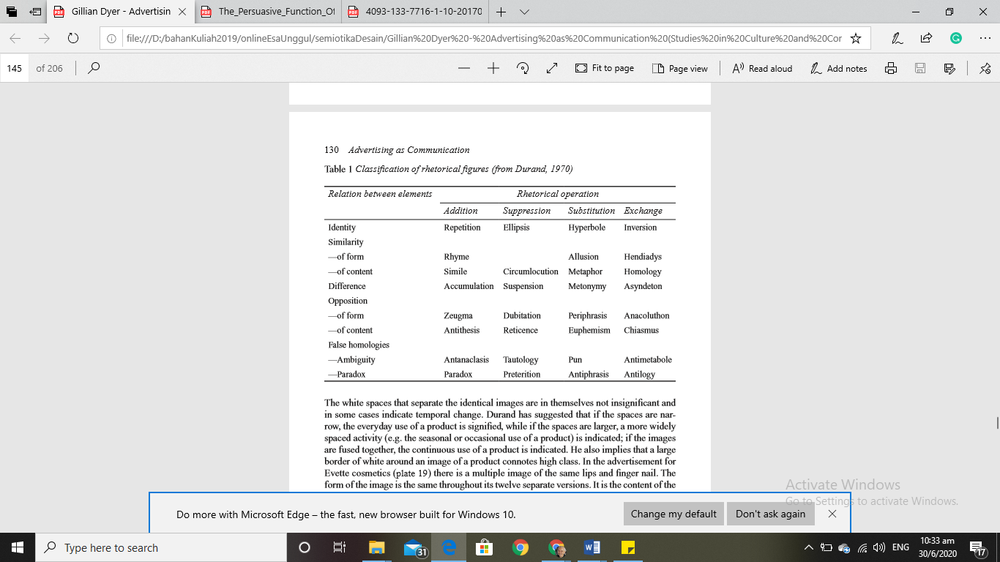 Gillian Dyer - Advertisin
The_Persuasive_Function_Of
4093-133-7716-1-10-20170
file:///D:/bahanKuliah2019/onlineEsaUnggul/semiotikaDesain/Gillian%20Dyer%20-%20Advertising%20as%20Communication%20(Studies%20in%20Culture%20and%20Cor
145 of 206 Fit to page Page view Read aloud Add notes
130 Advertising as Communication
Table 1 Classification of rhetorical figures (from Durand, 1970)
Relation between elements Rhetorical operation
Addition Suppression Substitution Exchange
Identity Repetition Ellipsis Hyperbole Inversion
Similarity
—of form Rhyme Allusion Hendiadys
—of content Simile Circumlocution Metaphor Homology
Difference Accumulation Suspension Metonymy Asyndeton
Opposition
—of form Zeugma Dubitation Periphrasis Anacoluthon
—of content Antithesis Reticence Euphemism Chiasmus
False homologies
—Ambiguity Antanaclasis Tautology Pun Antimetabole
—Paradox Paradox Preterition Antiphrasis Antilogy
The white spaces that separate the identical images are in themselves not insignificant and
in some cases indicate temporal change. Durand has suggested that if the spaces are nar-
row, the everyday use of a product is signified, while if the spaces are larger, a more widely
spaced activity (e.g. the seasonal or occasional use of a product) is indicated; if the images
are fused together, the continuous use of a product is indicated. He also implies that a large
border of white around an image of a product connotes high class. In the advertisement for
Evette cosmetics (plate 19) there is a multiple image of the same lips and finger nail. The
form of the image is the same throughout its twelve separate versions. It is the content of the
Activate Windows
Go to Settings to activate Windows.
Do more with Microsoft Edge – the fast, new browser built for Windows 10.
Change my default
Don't ask again
Type here to search
31
ENG
10:33 am
30/6/2020
17